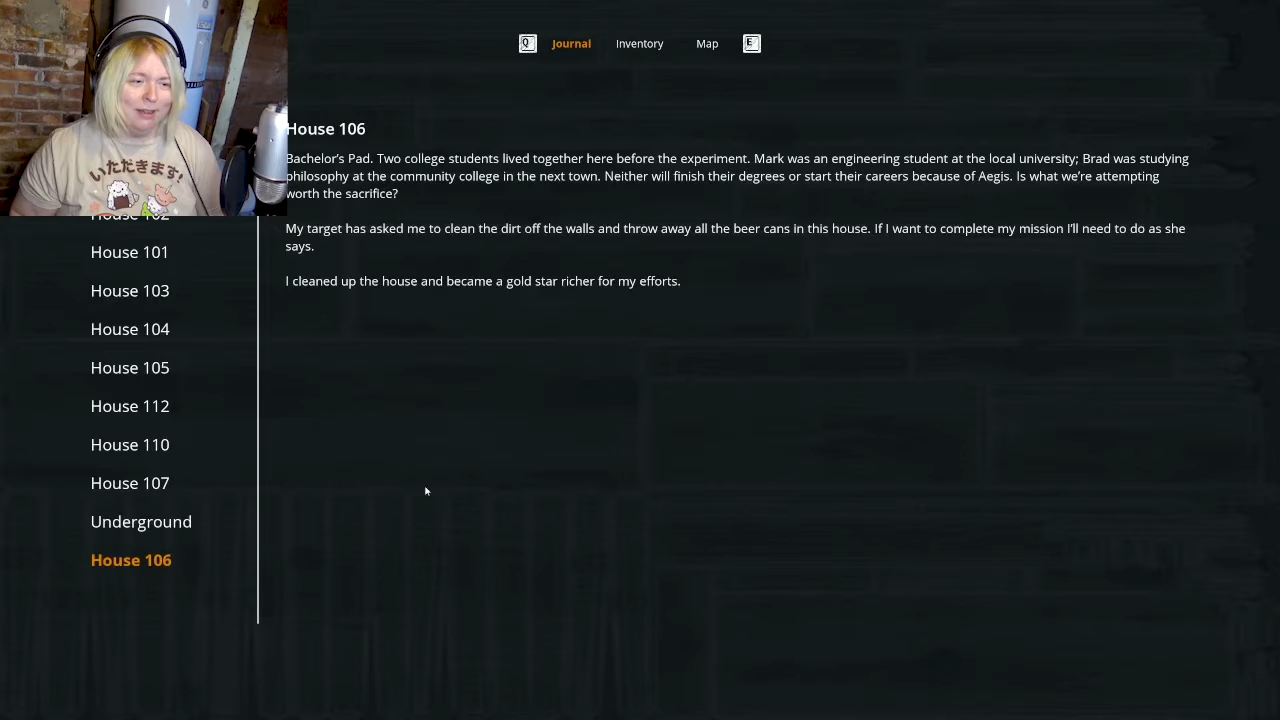 Q Journal Inventory Map E
いただきます!
House 106
Bachelor's Pad. Two college students lived together here before the experiment. Mark was an engineering student at the local university; Brad was studying
philosophy at the community college in the next town. Neither will finish their degrees or start their careers because of Aegis. Is what we're attempting
worth the sacrifice?
My target has asked me to clean the dirt off the walls and throw away all the beer cans in this house. If I want to complete my mission I'll need to do as she
says.
I cleaned up the house and became a gold star richer for my efforts.
House 102
House 101
House 103
House 104
House 105
House 112
House 110
House 107
Underground
House 106